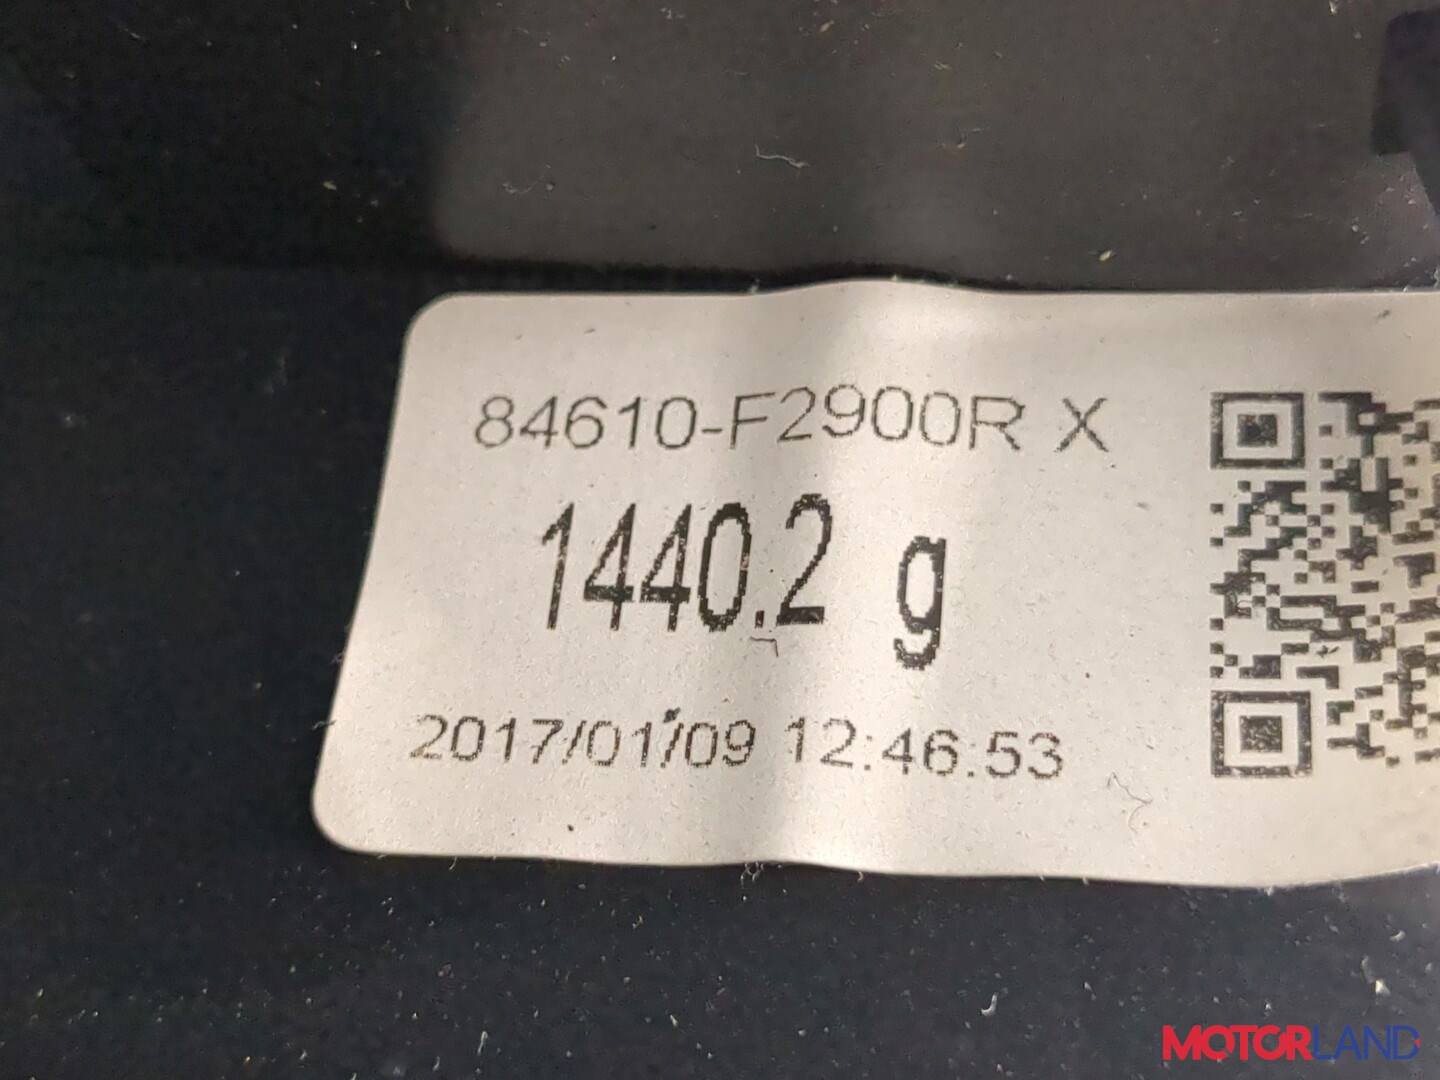 84610-F2900R X
1440.2 g
2017/01/09 12:46:53
MOTORLAND